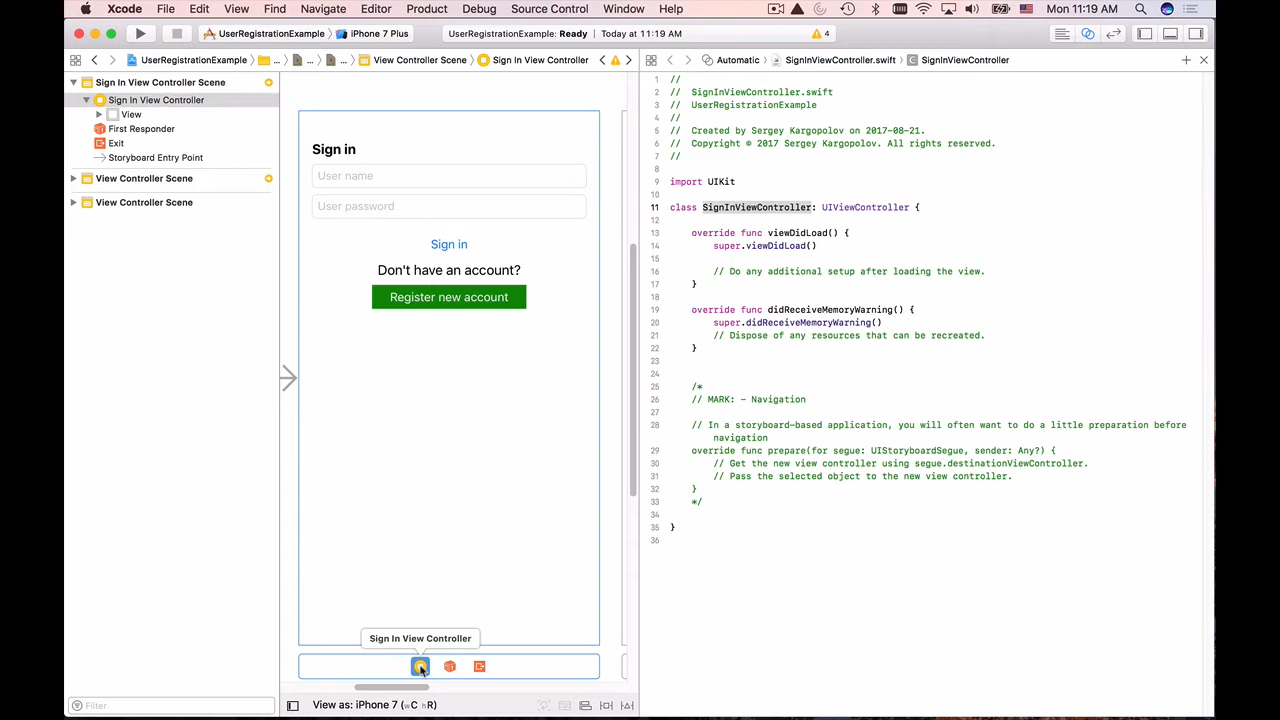 Xcode File Edit View Find Navigate Editor Product Debug Source Control Window Help Mon 11:19 AM
UserRegistrationExample iPhone 7 Plus UserRegistrationExample: Ready Today at 11:19 AM 4
UserRegistrationExample ... ... View Controller Scene Sign In View Controller Automatic SignInViewController.swift SignInViewController
Sign In View Controller Scene
Sign In View Controller
View
First Responder
Exit
Storyboard Entry Point
View Controller Scene
View Controller Scene
Filter
Sign in
User name
User password
Sign in
Don't have an account?
Register new account
Sign In View Controller
View as: iPhone 7 (wC hR)
1 //
2 // SignInViewController.swift
3 // UserRegistrationExample
4 //
5 // Created by Sergey Kargopolov on 2017-08-21.
6 // Copyright © 2017 Sergey Kargopolov. All rights reserved.
7 //
8
9 import UIKit
10
11 class SignInViewController: UIViewController {
12
13 override func viewDidLoad() {
14 super.viewDidLoad()
15
16 // Do any additional setup after loading the view.
17 }
18
19 override func didReceiveMemoryWarning() {
20 super.didReceiveMemoryWarning()
21 // Dispose of any resources that can be recreated.
22 }
23
24
25 /*
26 // MARK: - Navigation
27
28 // In a storyboard-based application, you will often want to do a little preparation before
navigation
29 override func prepare(for segue: UIStoryboardSegue, sender: Any?) {
30 // Get the new view controller using segue.destinationViewController.
31 // Pass the selected object to the new view controller.
32 }
33 */
34
35 }
36